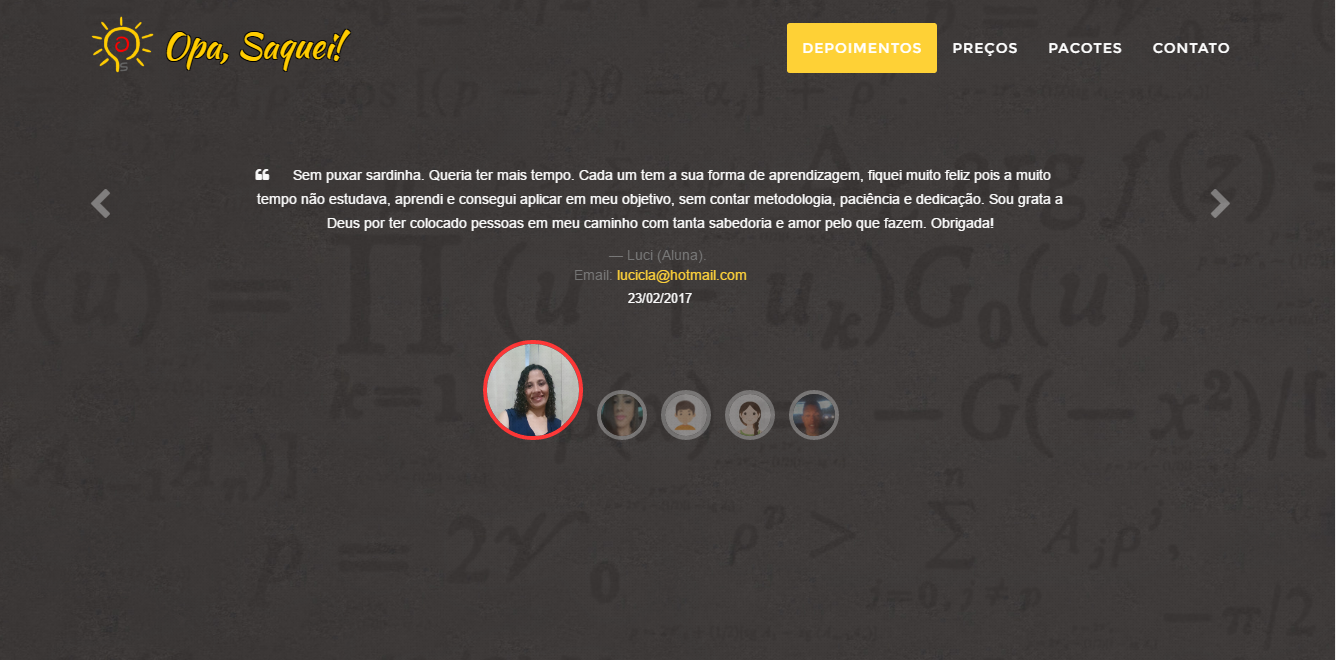 Opa, Saquei!
DEPOIMENTOS PREÇOS PACOTES CONTATO
Sem puxar sardinha. Queria ter mais tempo. Cada um tem a sua forma de aprendizagem, fiquei muito feliz pois a muito
tempo não estudava, aprendi e consegui aplicar em meu objetivo, sem contar metodologia, paciência e dedicação. Sou grata a
Deus por ter colocado pessoas em meu caminho com tanta sabedoria e amor pelo que fazem. Obrigada!
— Luci (Aluna).
Email: lucicla@hotmail.com
23/02/2017